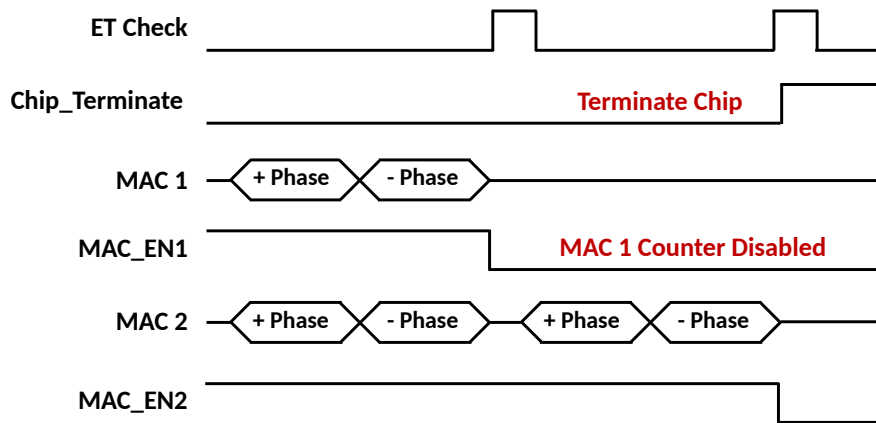 ET Check
Chip_Terminate
Terminate Chip
MAC 1
+ Phase
- Phase
MAC_EN1
MAC 1 Counter Disabled
MAC 2
+ Phase
- Phase
+ Phase
- Phase
MAC_EN2